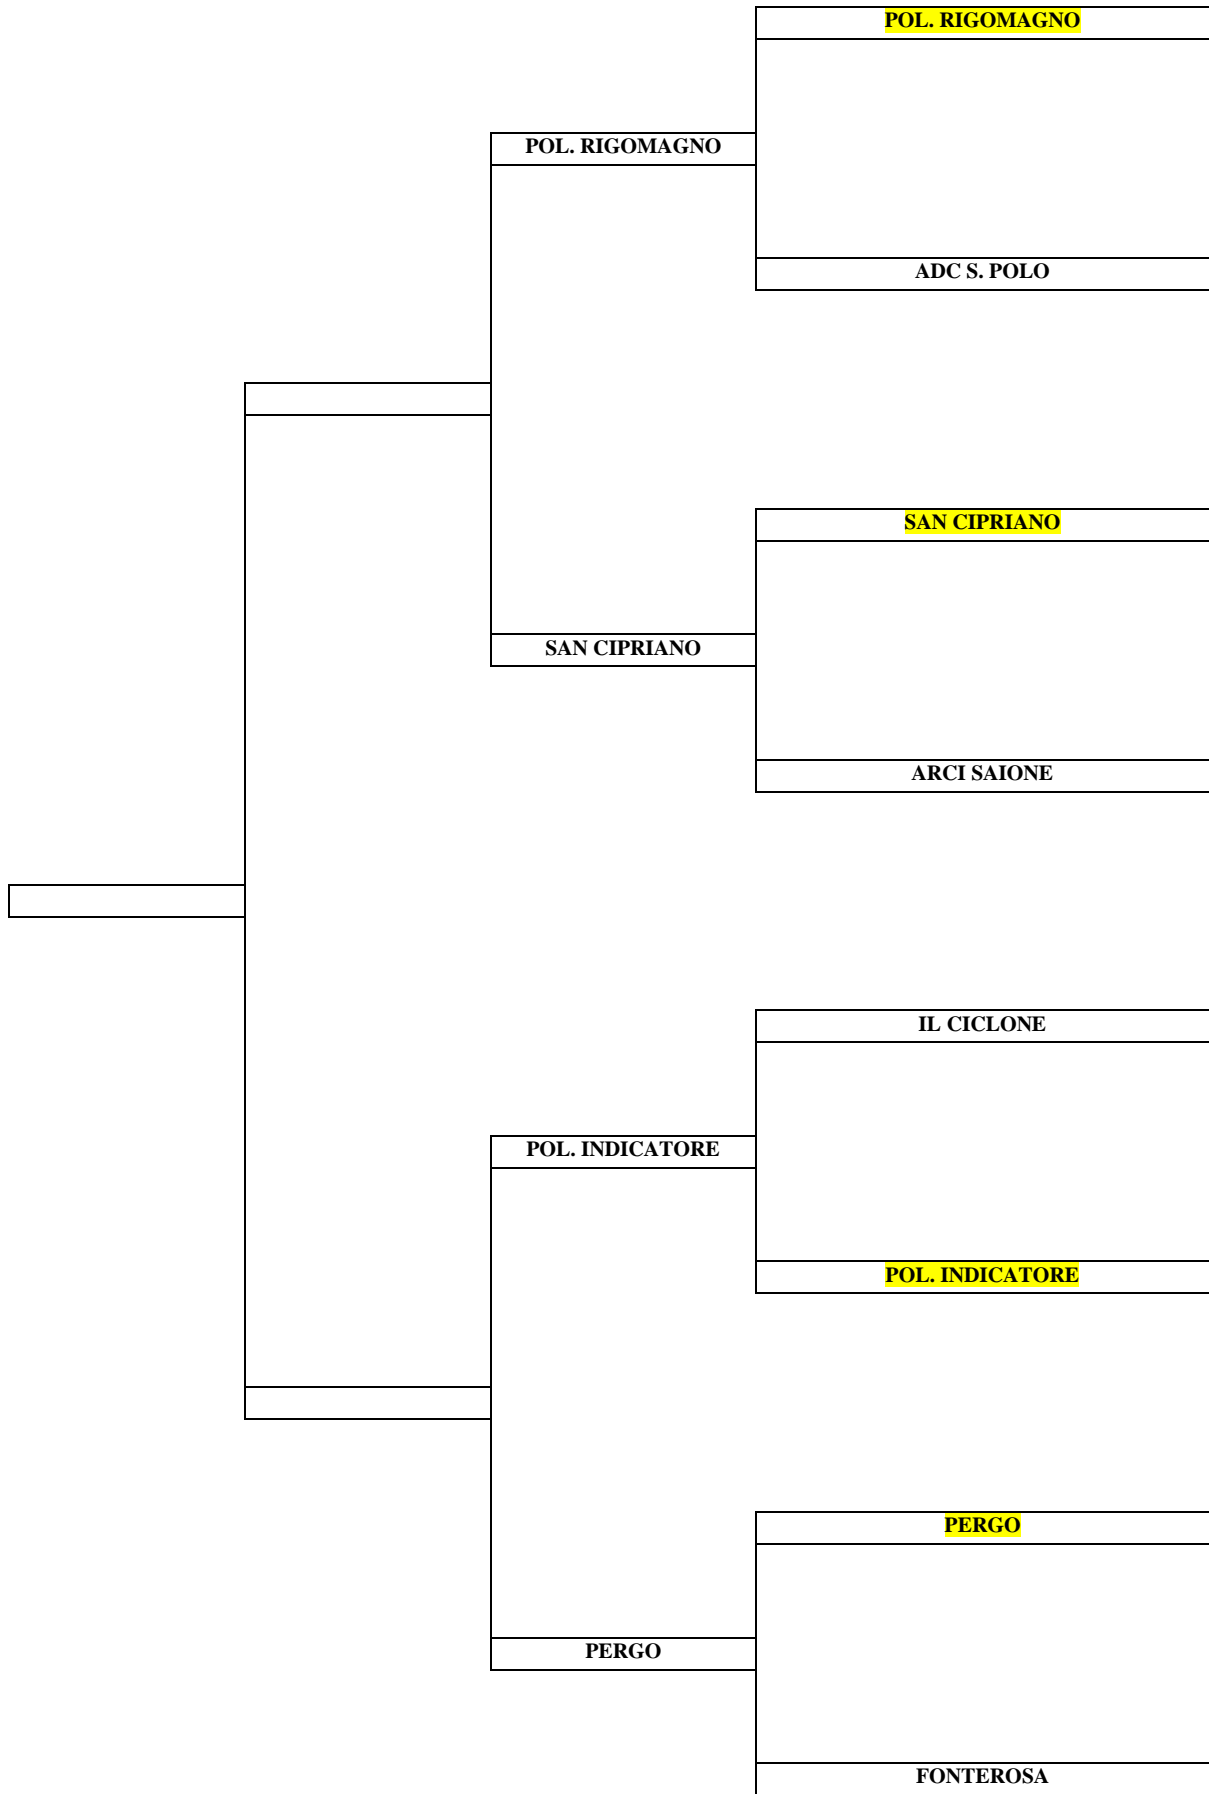 POL. RIGOMAGNO
POL. RIGOMAGNO
ADC S. POLO
SAN CIPRIANO
SAN CIPRIANO
ARCI SAIONE
IL CICLONE
POL. INDICATORE
POL. INDICATORE
PERGO
PERGO
FONTEROSA